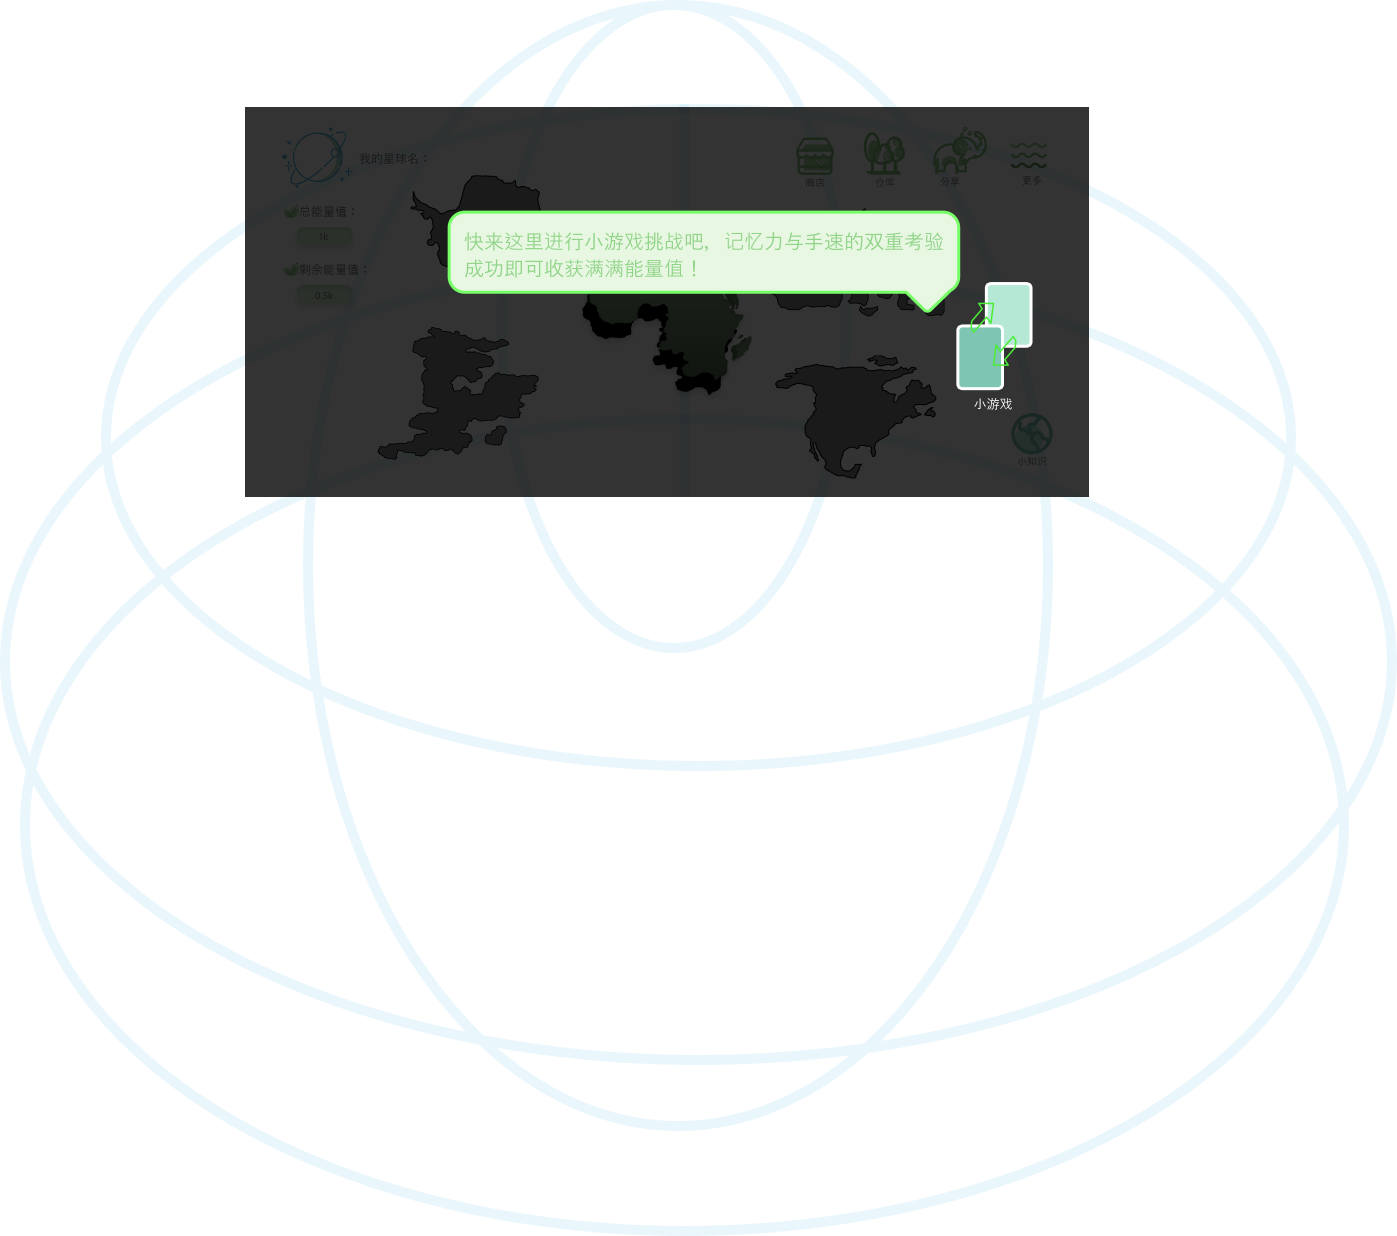 我的星球名：
商店
仓库
分享
更多
总能量值：
1k
快来这里进行小游戏挑战吧，记忆力与手速的双重考验
成功即可收获满满能量值！
剩余能量值：
0.5k
小游戏
小知识